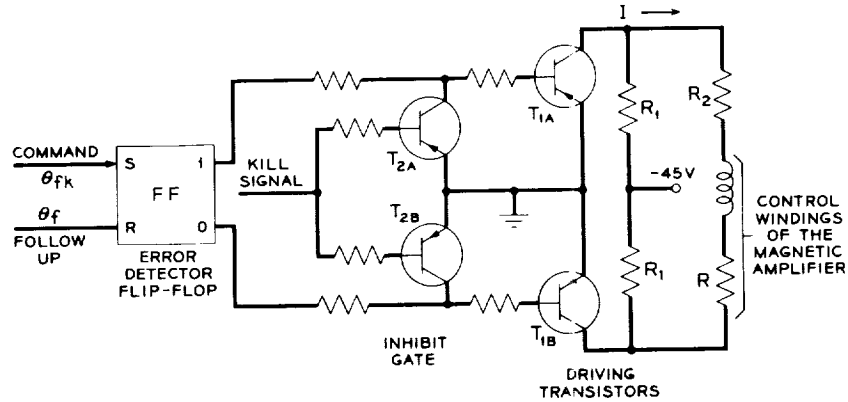 I
COMMAND
θfk
θf
FOLLOW
UP
S
1
FF
R
0
ERROR
DETECTOR
FLIP-FLOP
KILL
SIGNAL
T2A
T2B
INHIBIT
GATE
T1A
T1B
DRIVING
TRANSISTORS
R1
R1
-45V
R2
R
CONTROL
WINDINGS
OF THE
MAGNETIC
AMPLIFIER